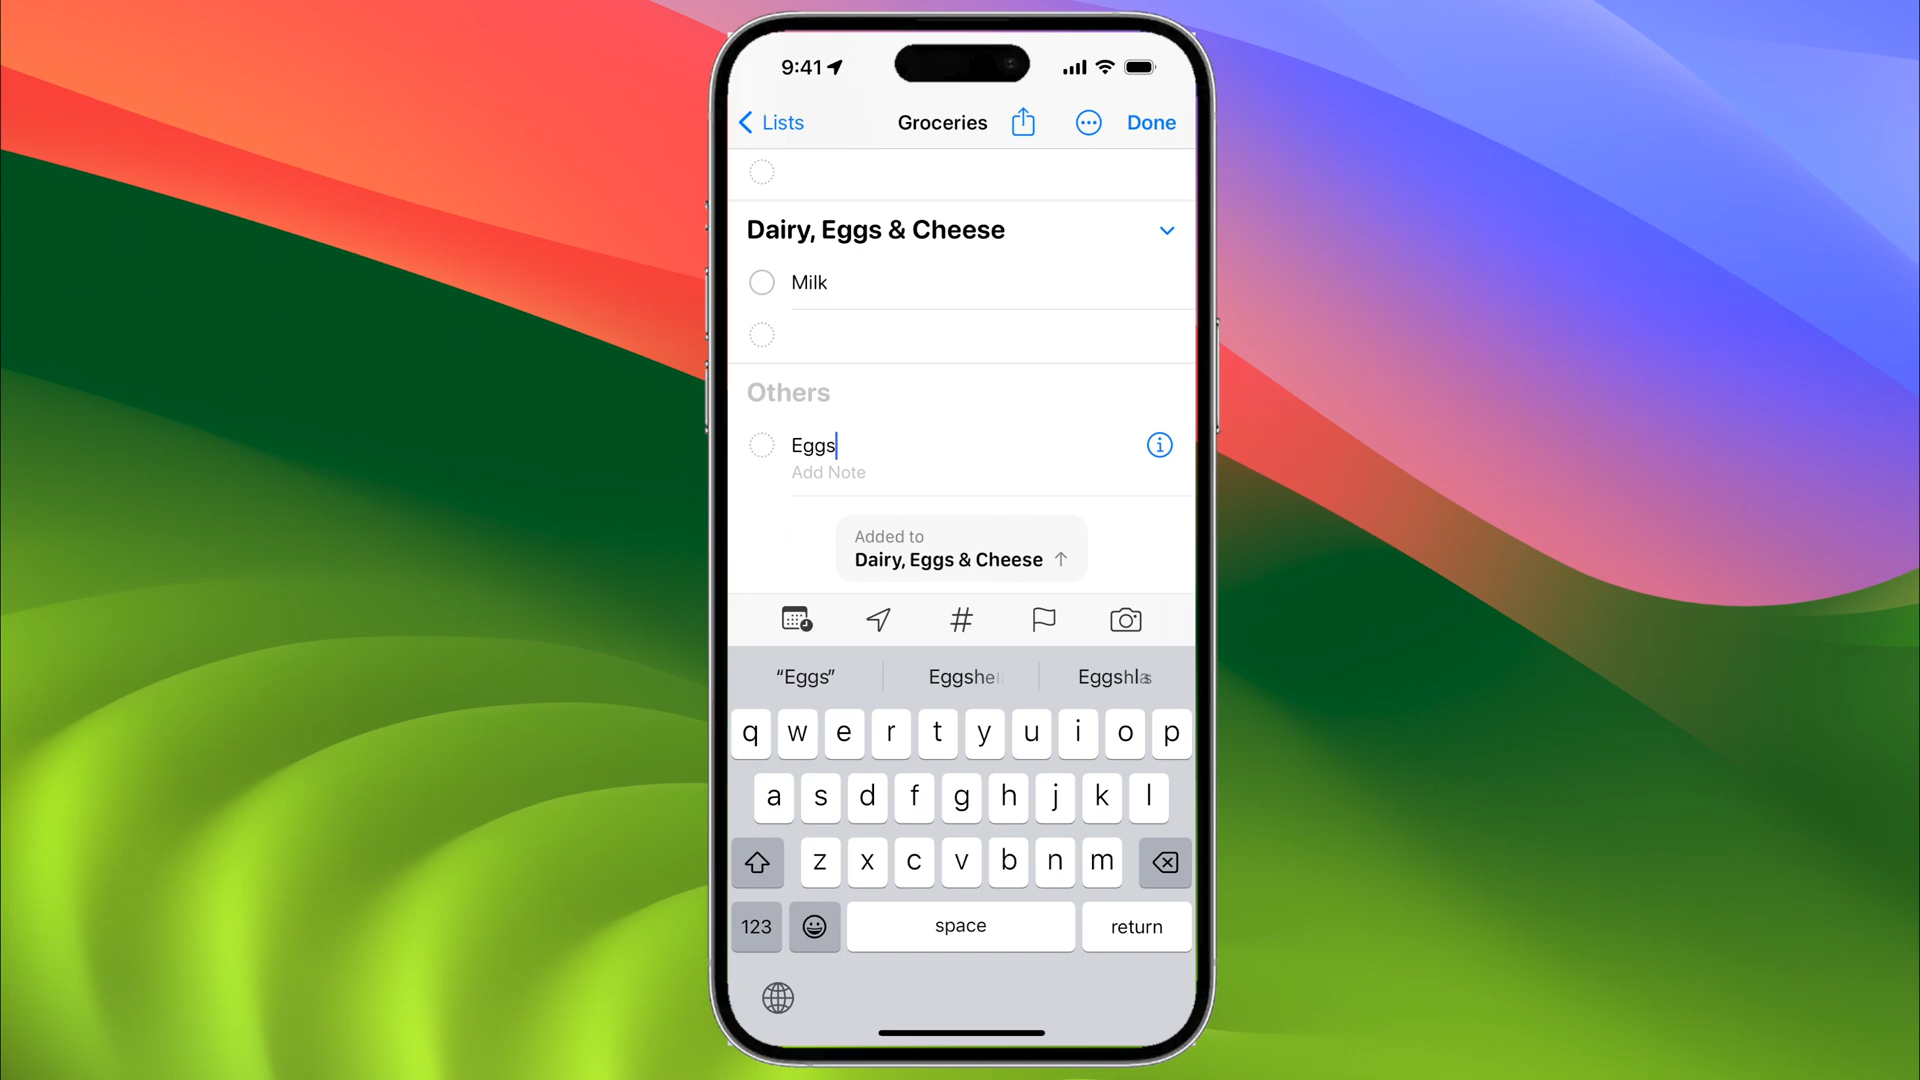 9:41
Lists
Groceries
Done
Dairy, Eggs & Cheese
Milk
Others
Eggs
Add Note
Added to
Dairy, Eggs & Cheese ↑
#
“Eggs”
q w e r t y u i o p
a s d f g h j k l
z x c v b n m
123
space
return